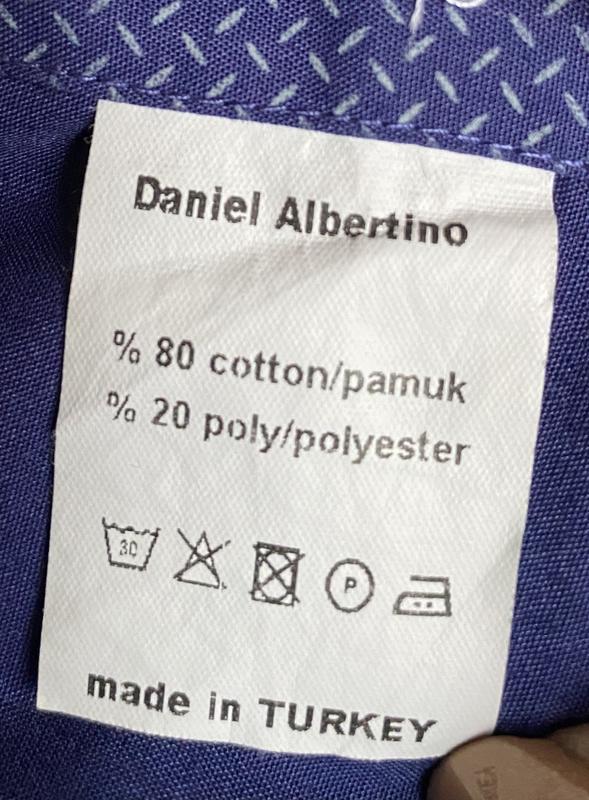 Daniel Albertino
% 80 cotton/pamuk
% 20 poly/polyester
30 P
made in TURKEY